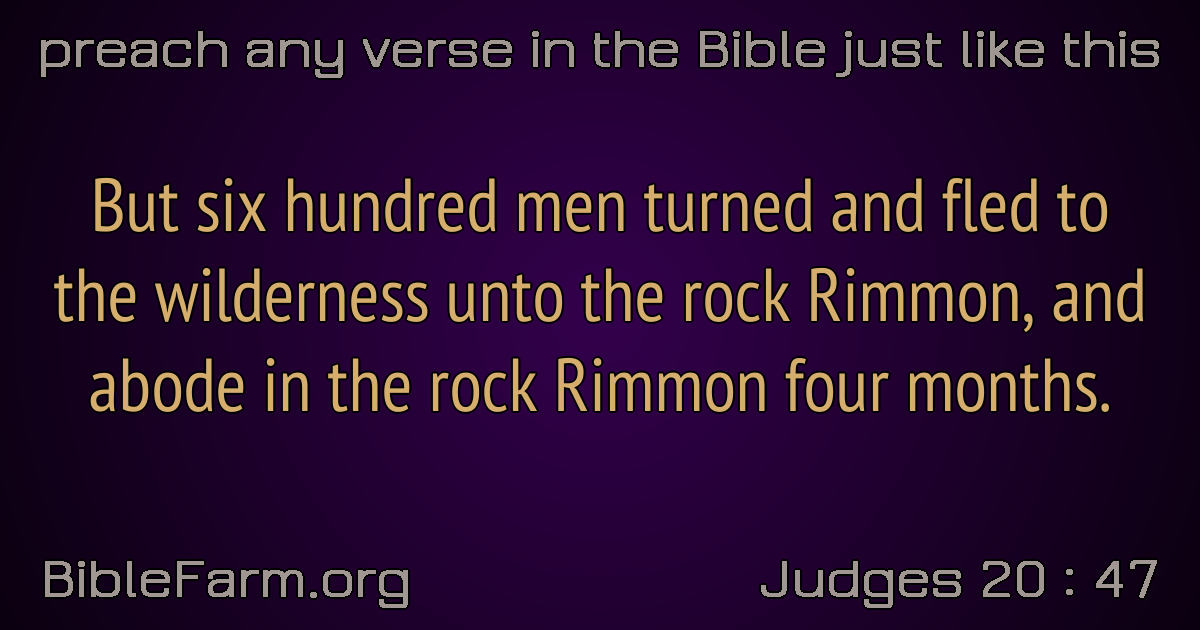 preach any verse in the Bible just like this
But six hundred men turned and fled to
the wilderness unto the rock Rimmon, and
abode in the rock Rimmon four months.
BibleFarm.org
Judges 20 : 47